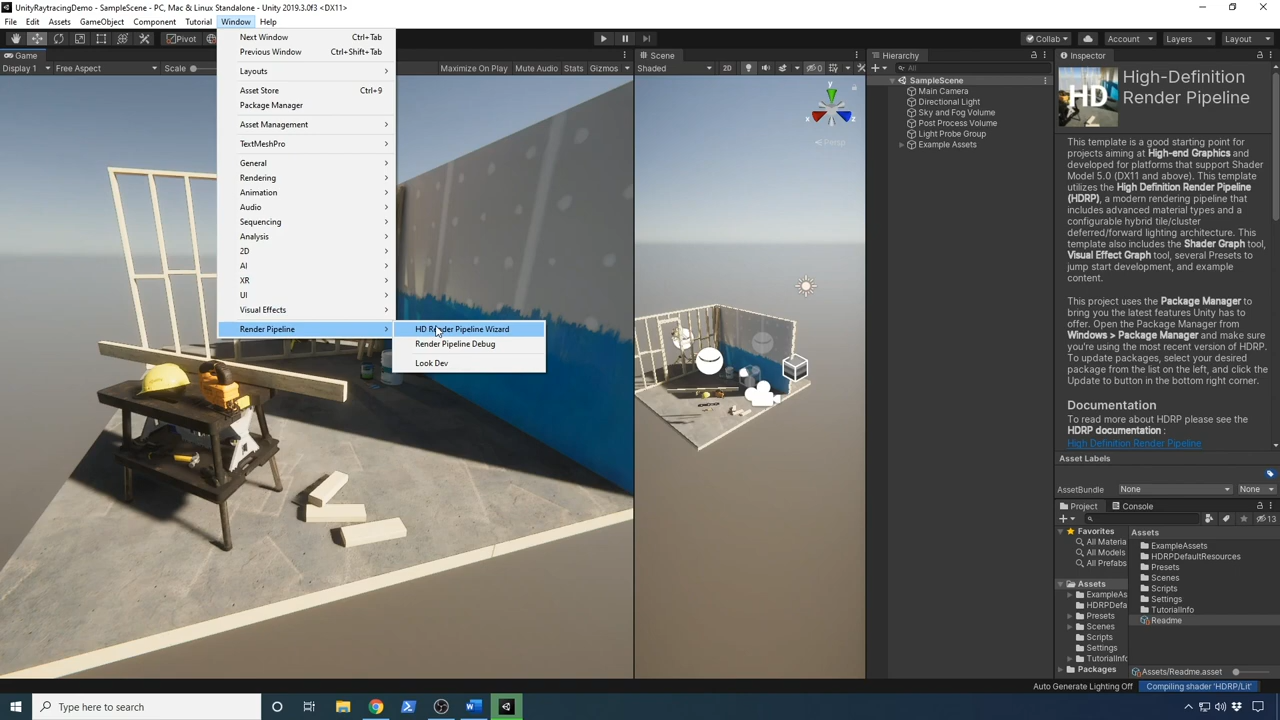 UnityRaytracingDemo - SampleScene - PC, Mac & Linux Standalone - Unity 2019.3.0f3 <DX11>
File Edit Assets GameObject Component Tutorial Window Help
Pivot
Collab Account Layers Layout
Game
Display 1 Free Aspect Scale Maximize On Play Mute Audio Stats Gizmos
Next Window Ctrl+Tab
Previous Window Ctrl+Shift+Tab
Layouts
Asset Store Ctrl+9
Package Manager
Asset Management
TextMeshPro
General
Rendering
Animation
Audio
Sequencing
Analysis
2D
AI
XR
UI
Visual Effects
Render Pipeline
HD Render Pipeline Wizard
Render Pipeline Debug
Look Dev
Scene
Shaded 2D 0
y
x z
Persp
Hierarchy
All
SampleScene
Main Camera
Directional Light
Sky and Fog Volume
Post Process Volume
Light Probe Group
Example Assets
Inspector
HD
High-Definition
Render Pipeline
This template is a good starting point for
projects aiming at High-end Graphics and
developed for platforms that support Shader
Model 5.0 (DX11 and above). This template
utilizes the High Definition Render Pipeline
(HDRP), a modern rendering pipeline that
includes advanced material types and a
configurable hybrid tile/cluster
deferred/forward lighting architecture. This
template also includes the Shader Graph tool,
Visual Effect Graph tool, several Presets to
jump start development, and example
content.
This project uses the Package Manager to
bring you the latest features Unity has to
offer. Open the Package Manager from
Windows > Package Manager and make
sure you're using the most recent version of HDRP.
To update packages, select your desired
package from the list on the left, and click the
Update to button in the bottom right corner.
Documentation
To read more about HDRP please see the
HDRP documentation :
High Definition Render Pipeline
Asset Labels
AssetBundle None None
Project Console
13
Favorites
All Materia
All Models
All Prefabs
Assets
ExampleAs
HDRPDefa
Presets
Scenes
Scripts
Settings
TutorialInfo
Packages
Assets
ExampleAssets
HDRPDefaultResources
Presets
Scenes
Scripts
Settings
TutorialInfo
Readme
Assets/Readme.asset
Auto Generate Lighting Off Compiling shader 'HDRP/Lit'
Type here to search